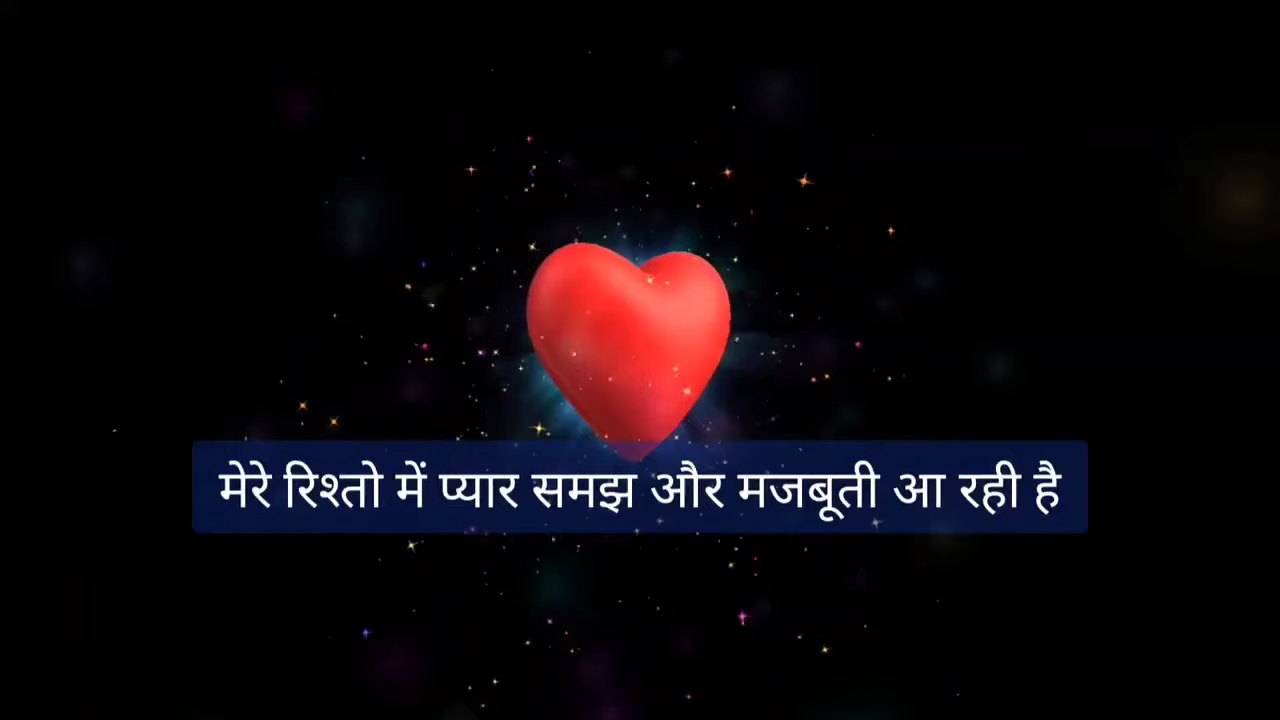 मेरे रिश्तो में प्यार समझ और मजबूती आ रही है